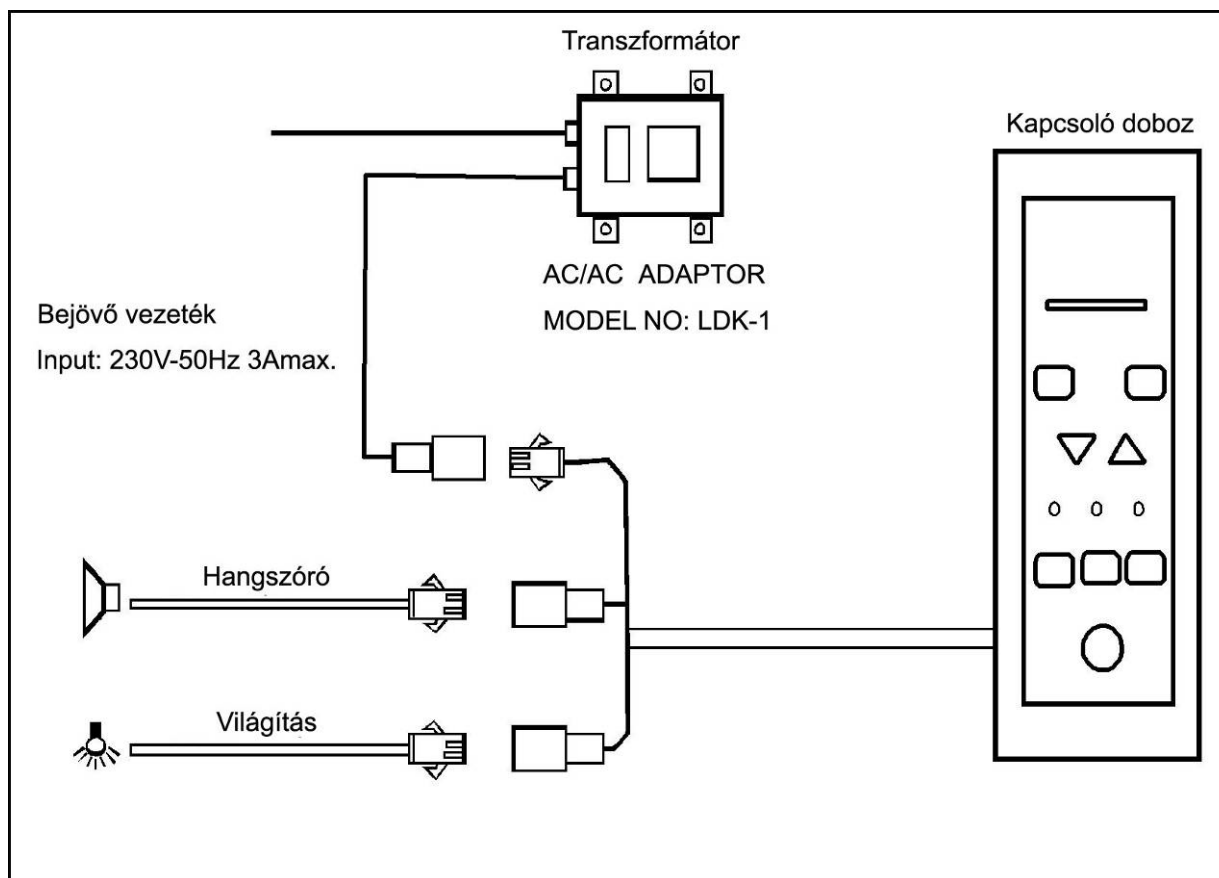 Transzformátor
Kapcsoló doboz
AC/AC ADAPTOR
MODEL NO: LDK-1
Bejövő vezeték
Input: 230V-50Hz 3Amax.
Hangszóró
Világítás